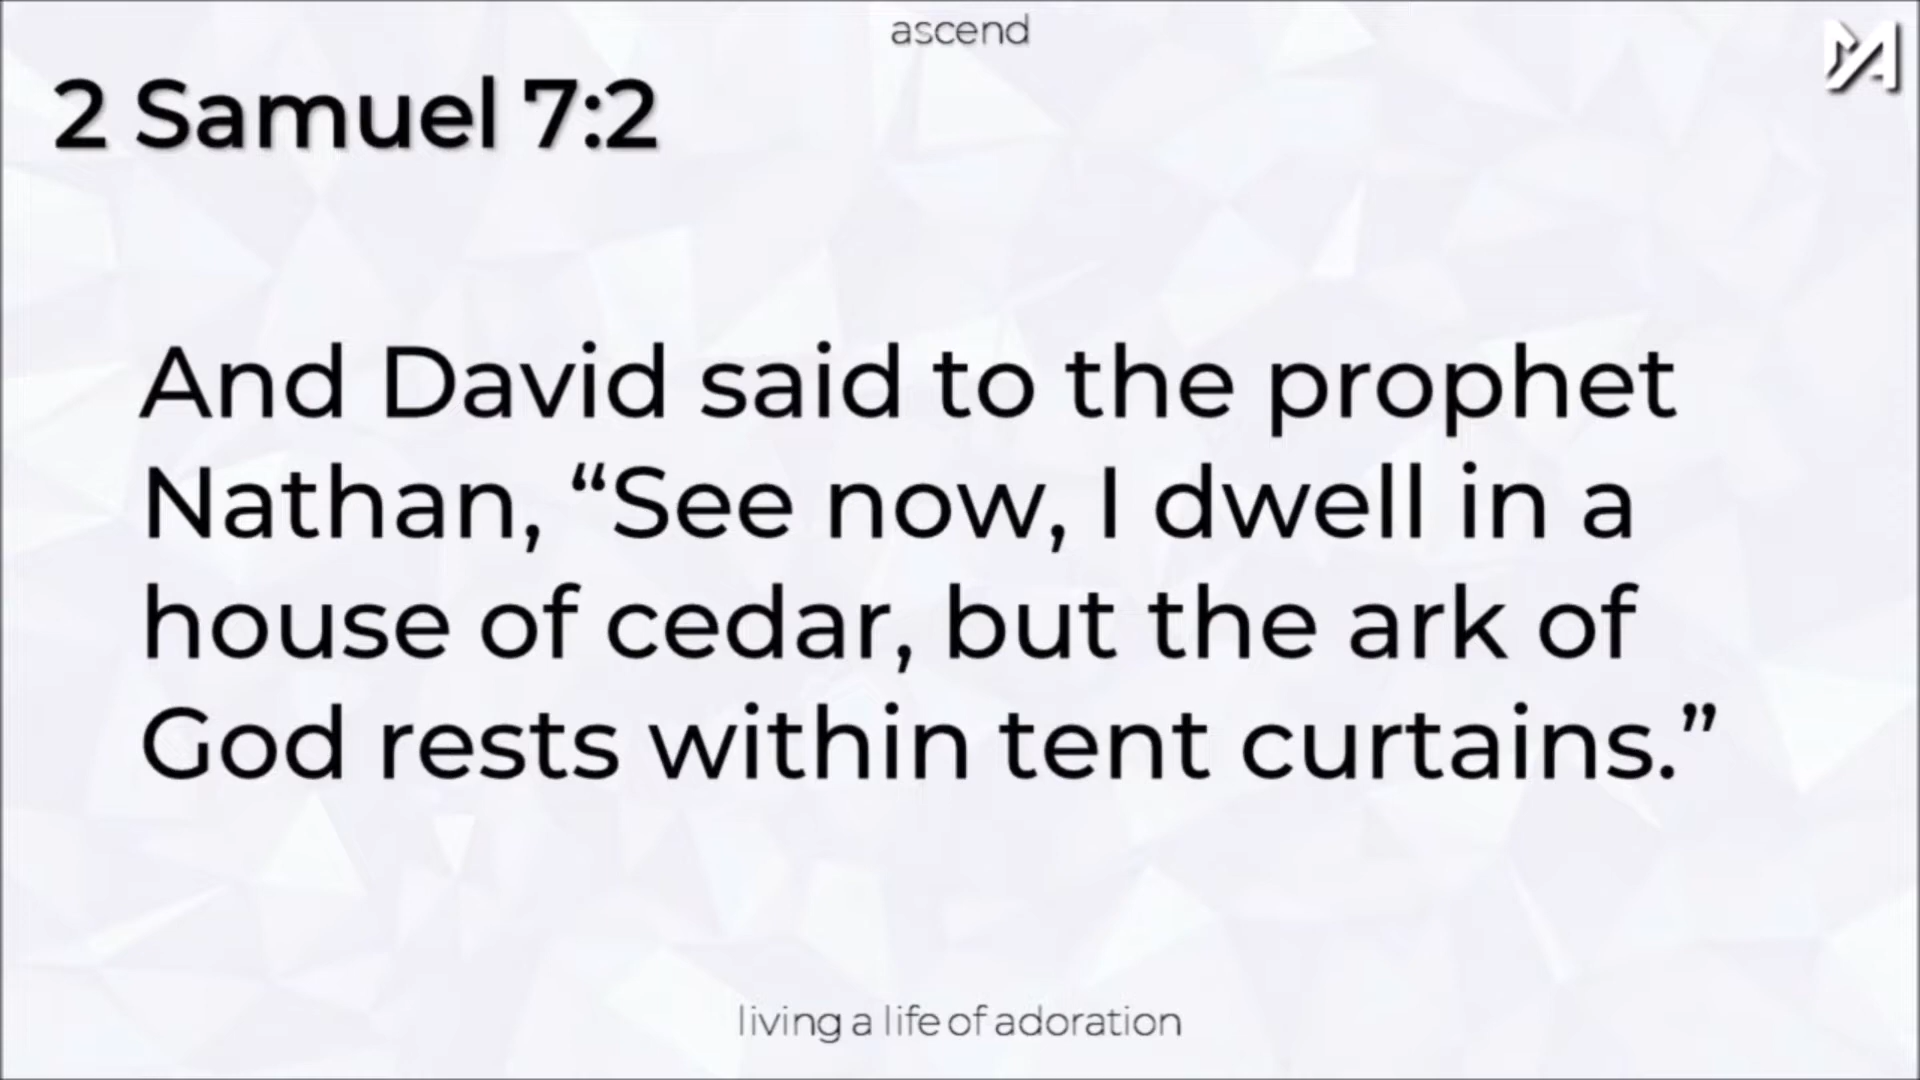 ascend
2 Samuel 7:2
And David said to the prophet
Nathan, “See now, I dwell in a
house of cedar, but the ark of
God rests within tent curtains.”
living a life of adoration